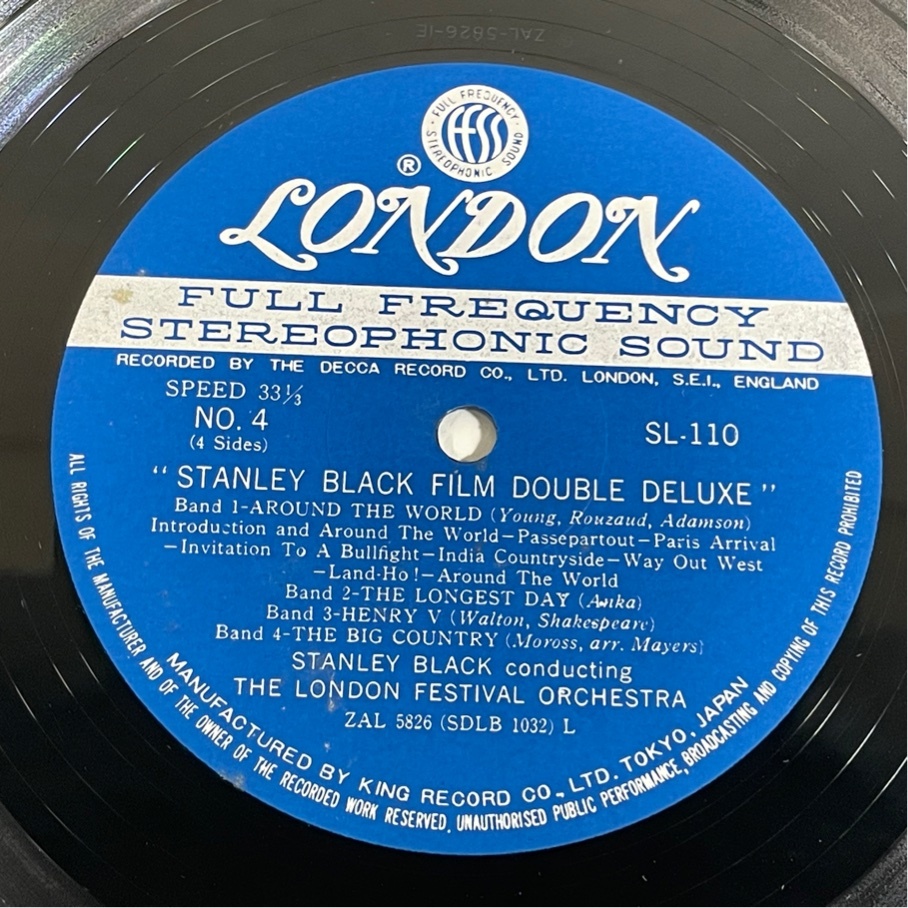 ZAL-5826-1E
FULL FREQUENCY
ffss
STEREOPHONIC SOUND
®
LONDON
FULL FREQUENCY
STEREOPHONIC SOUND
RECORDED BY THE DECCA RECORD CO., LTD. LONDON, S.E.I., ENGLAND
SPEED 33⅓
NO. 4
(4 Sides)
SL-110
“STANLEY BLACK FILM DOUBLE DELUXE”
Band 1-AROUND THE WORLD (Young, Rouzaud, Adamson)
Introduction and Around The World—Passepartout—Paris Arrival
—Invitation To A Bullfight—India Countryside—Way Out West
—Land-Ho!—Around The World
Band 2-THE LONGEST DAY (Anka)
Band 3-HENRY V (Walton, Shakespeare)
Band 4-THE BIG COUNTRY (Moross, arr. Mayers)
STANLEY BLACK conducting
THE LONDON FESTIVAL ORCHESTRA
ZAL 5826 (SDLB 1032) L
MANUFACTURED BY KING RECORD CO., LTD. TOKYO, JAPAN
ALL RIGHTS OF THE MANUFACTURER AND OF THE OWNER OF THE RECORDED WORK RESERVED. UNAUTHORISED PUBLIC PERFORMANCE, BROADCASTING AND COPYING OF THIS RECORD PROHIBITED